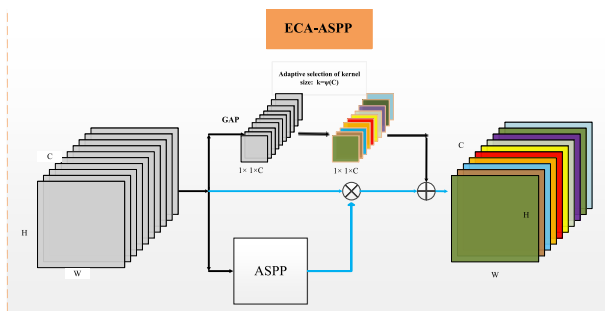 ECA-ASPP
Adaptive selection of kernel
size: k=ψ(C)
GAP
C
C
1× 1×C
1× 1×C
H
H
ASPP
W
W